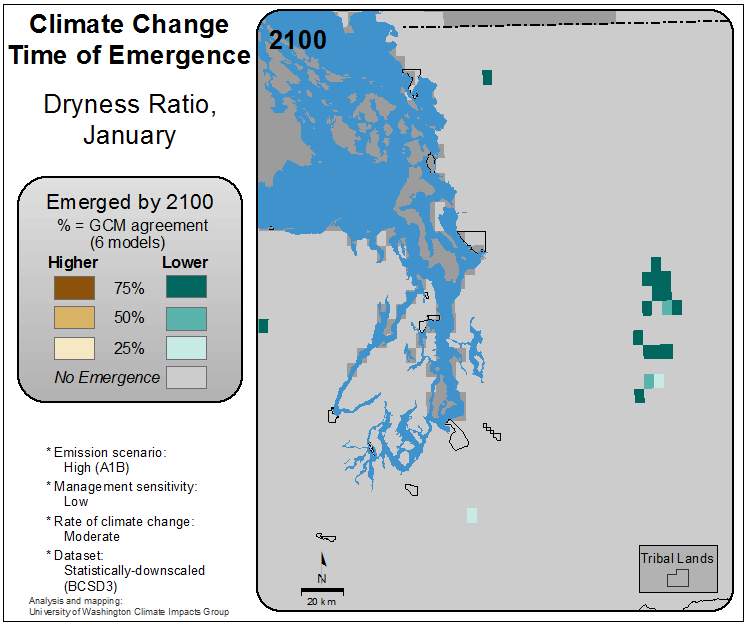 Climate Change
Time of Emergence
Dryness Ratio,
January
Emerged by 2100
% = GCM agreement
(6 models)
Higher Lower
75%
50%
25%
No Emergence
* Emission scenario:
High (A1B)
* Management sensitivity:
Low
* Rate of climate change:
Moderate
* Dataset:
Statistically-downscaled
(BCSD3)
Analysis and mapping:
University of Washington Climate Impacts Group
2100
N
20 km
Tribal Lands